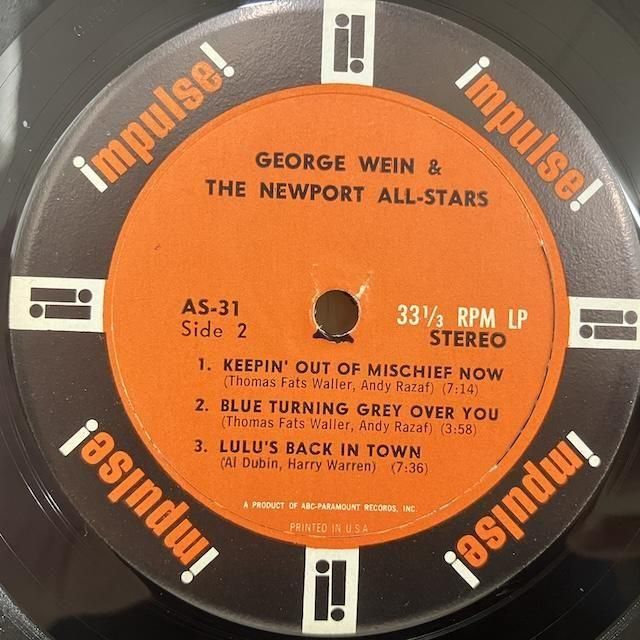 impulse!
impulse!
GEORGE WEIN &
THE NEWPORT ALL-STARS
AS-31
Side 2
33⅓ RPM LP
STEREO
1. KEEPIN' OUT OF MISCHIEF NOW
(Thomas Fats Waller, Andy Razaf) (7:14)
2. BLUE TURNING GREY OVER YOU
(Thomas Fats Waller, Andy Razaf) (3:58)
3. LULU'S BACK IN TOWN
(Al Dubin, Harry Warren) (7:36)
A PRODUCT OF ABC-PARAMOUNT RECORDS, INC.
PRINTED IN U.S.A
impulse!
impulse!